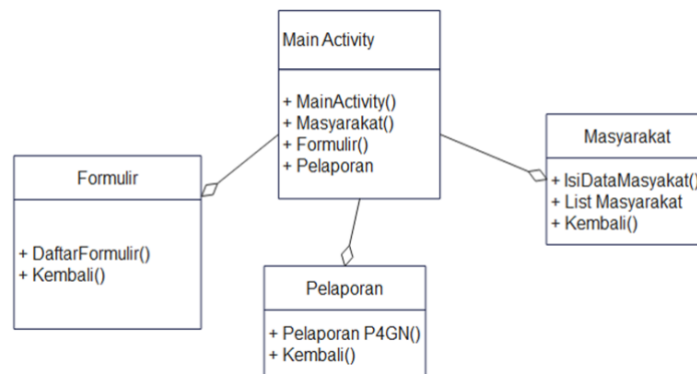 Main Activity
+ MainActivity()
+ Masyarakat()
+ Formulir()
+ Pelaporan
Formulir
+ DaftarFormulir()
+ Kembali()
Pelaporan
+ Pelaporan P4GN()
+ Kembali()
Masyarakat
+ IsiDataMasyakat()
+ List Masyarakat
+ Kembali()